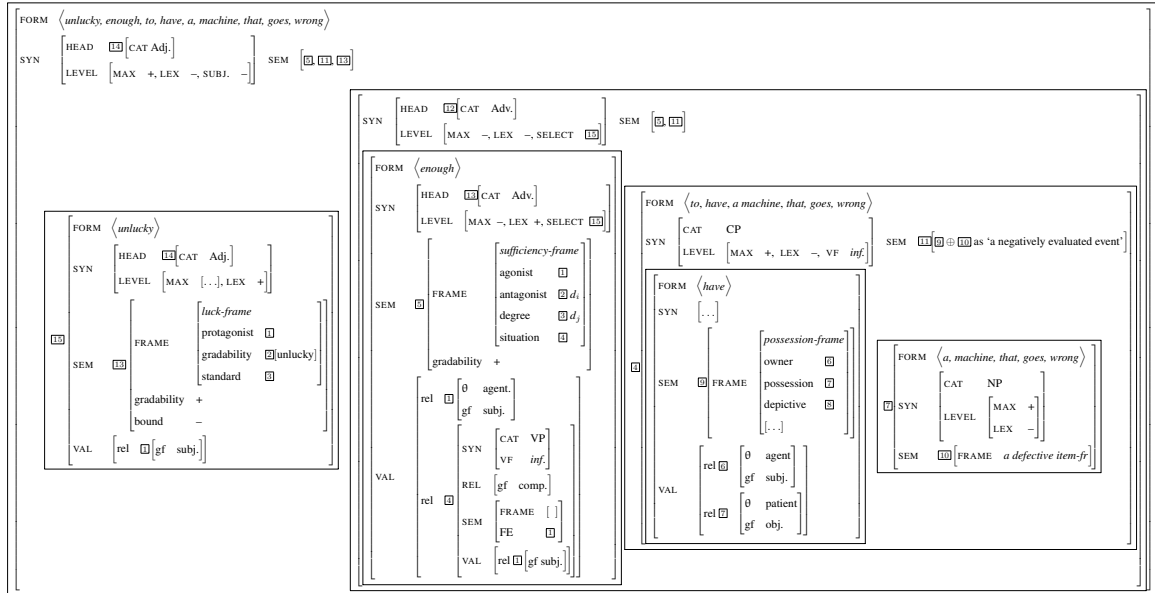 FORM ⟨unlucky, enough, to, have, a, machine, that, goes, wrong⟩
SYN [HEAD 14 [CAT Adj.]
LEVEL [MAX +, LEX –, SUBJ. –]] SEM [5, 11, 13]
SYN [HEAD 12 [CAT Adv.]
LEVEL [MAX –, LEX –, SELECT 15]] SEM [5, 11]
15
FORM ⟨unlucky⟩
SYN [HEAD 14 [CAT Adj.]
LEVEL [MAX [...], LEX +]]
SEM 13 [FRAME [luck-frame
protagonist 1
gradability 2 [unlucky]
standard 3]
gradability +
bound –]
VAL [rel 1 [gf subj.]]
FORM ⟨enough⟩
SYN [HEAD 13 [CAT Adv.]
LEVEL [MAX –, LEX +, SELECT 15]]
SEM 5 [FRAME [sufficiency-frame
agonist 1
antagonist 2 dᵢ
degree 3 dⱼ
situation 4]
gradability +]
VAL [rel 1 [θ agent.
gf subj.]
rel 4 [SYN [CAT VP
VF inf.]
REL [gf comp.]
SEM [FRAME [ ]
FE 1]
VAL [rel 1 [gf subj.]]]]
FORM ⟨to, have, a machine, that, goes, wrong⟩
SYN [CAT CP
LEVEL [MAX +, LEX –, VF inf.]] SEM 11 [9 ⊕ 10 as ‘a negatively evaluated event’]
4
FORM ⟨have⟩
SYN [...]
SEM 9 [FRAME [possession-frame
owner 6
possession 7
depictive 8
[...]]]
VAL [rel 6 [θ agent
gf subj.]
rel 7 [θ patient
gf obj.]]
7
FORM ⟨a, machine, that, goes, wrong⟩
SYN [CAT NP
LEVEL [MAX +
LEX –]]
SEM 10 [FRAME a defective item-fr]